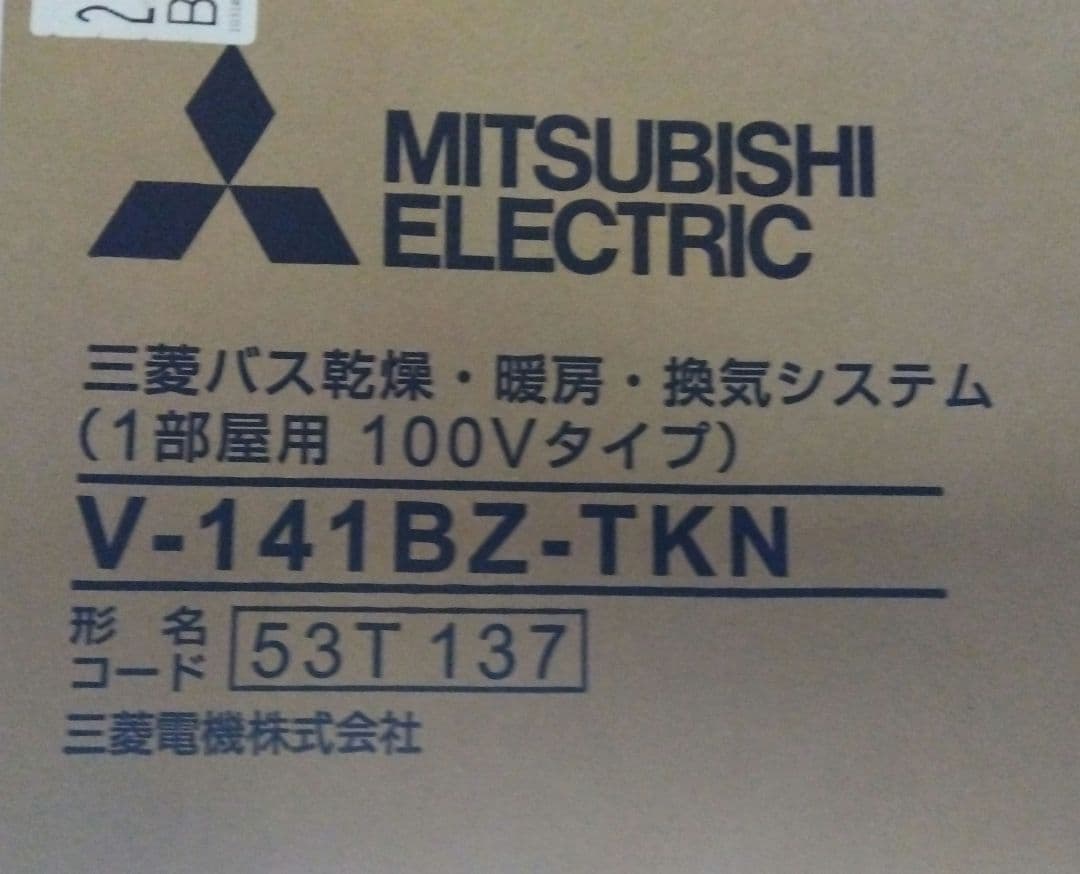 2
B
MITSUBISHI
ELECTRIC
三菱バス乾燥・暖房・換気システム
(1部屋用 100Vタイプ)
V-141BZ-TKN
形名
コード 53T 137
三菱電機株式会社